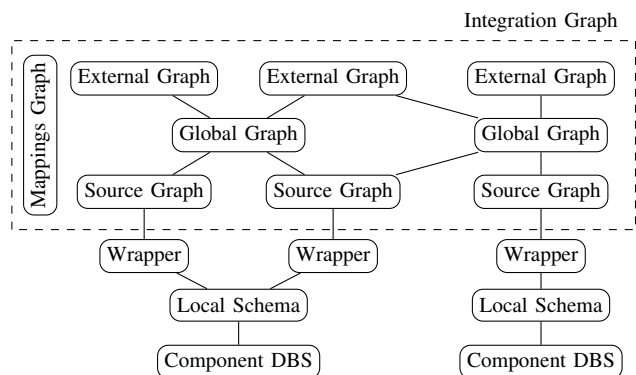 Integration Graph
Mappings Graph
External Graph
External Graph
External Graph
Global Graph
Global Graph
Source Graph
Source Graph
Source Graph
Wrapper
Wrapper
Wrapper
Local Schema
Local Schema
Component DBS
Component DBS